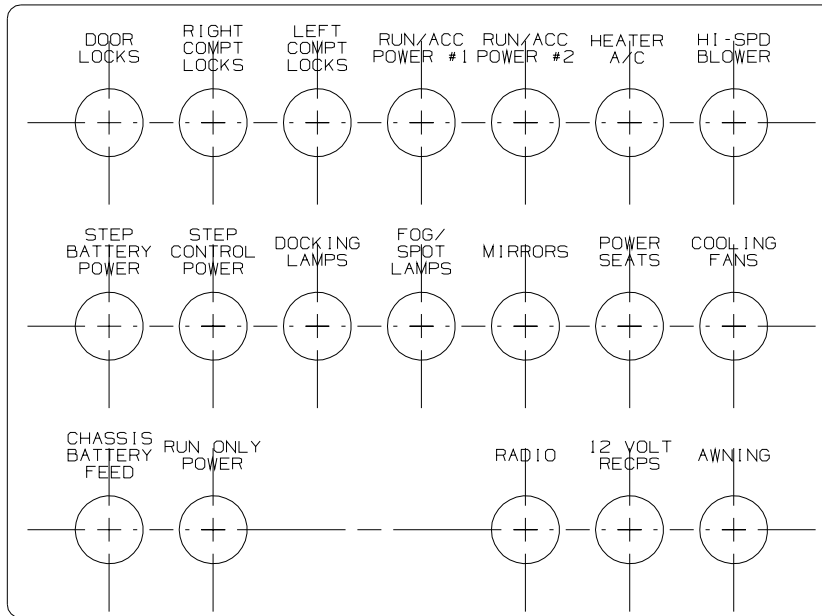 DOOR
LOCKS
RIGHT
COMPT
LOCKS
LEFT
COMPT
LOCKS
RUN/ACC
POWER #1
RUN/ACC
POWER #2
HEATER
A/C
HI-SPD
BLOWER
STEP
BATTERY
POWER
STEP
CONTROL
POWER
DOCKING
LAMPS
FOG/
SPOT
LAMPS
MIRRORS
POWER
SEATS
COOLING
FANS
CHASSIS
BATTERY
FEED
RUN ONLY
POWER
RADIO
12 VOLT
RECPS
AWNING